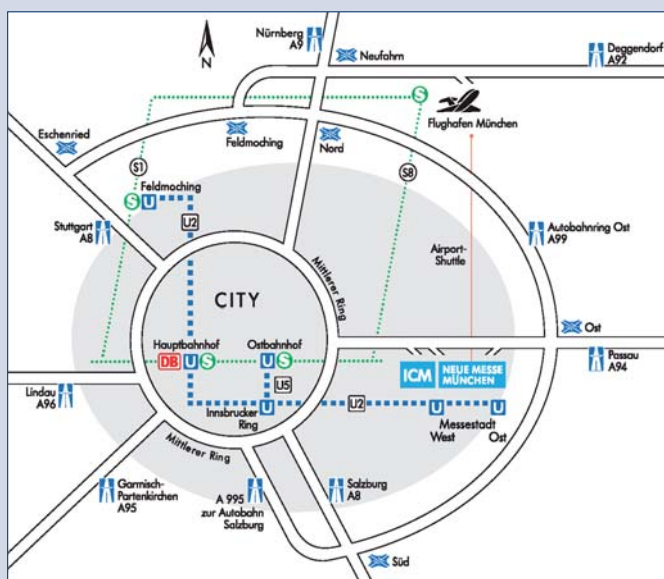 Nürnberg
A9
Neufahrn
Deggendorf
A92
N
S
Flughafen München
Eschenried
Feldmoching
Nord
S1
S8
Feldmoching
S
U
U2
Stuttgart
A8
Autobahnring Ost
A99
Mittlerer Ring
Airport-
Shuttle
CITY
Ost
Hauptbahnhof
DB
U
S
Ostbahnhof
U
S
ICM
NEUE MESSE
MÜNCHEN
Passau
A94
Lindau
A96
U5
Innsbrucker
Ring
U
U2
U
U
Messestadt
West
Ost
Mittlerer Ring
Garmisch-
Partenkirchen
A95
A 995
zur Autobahn
Salzburg
Salzburg
A8
Süd